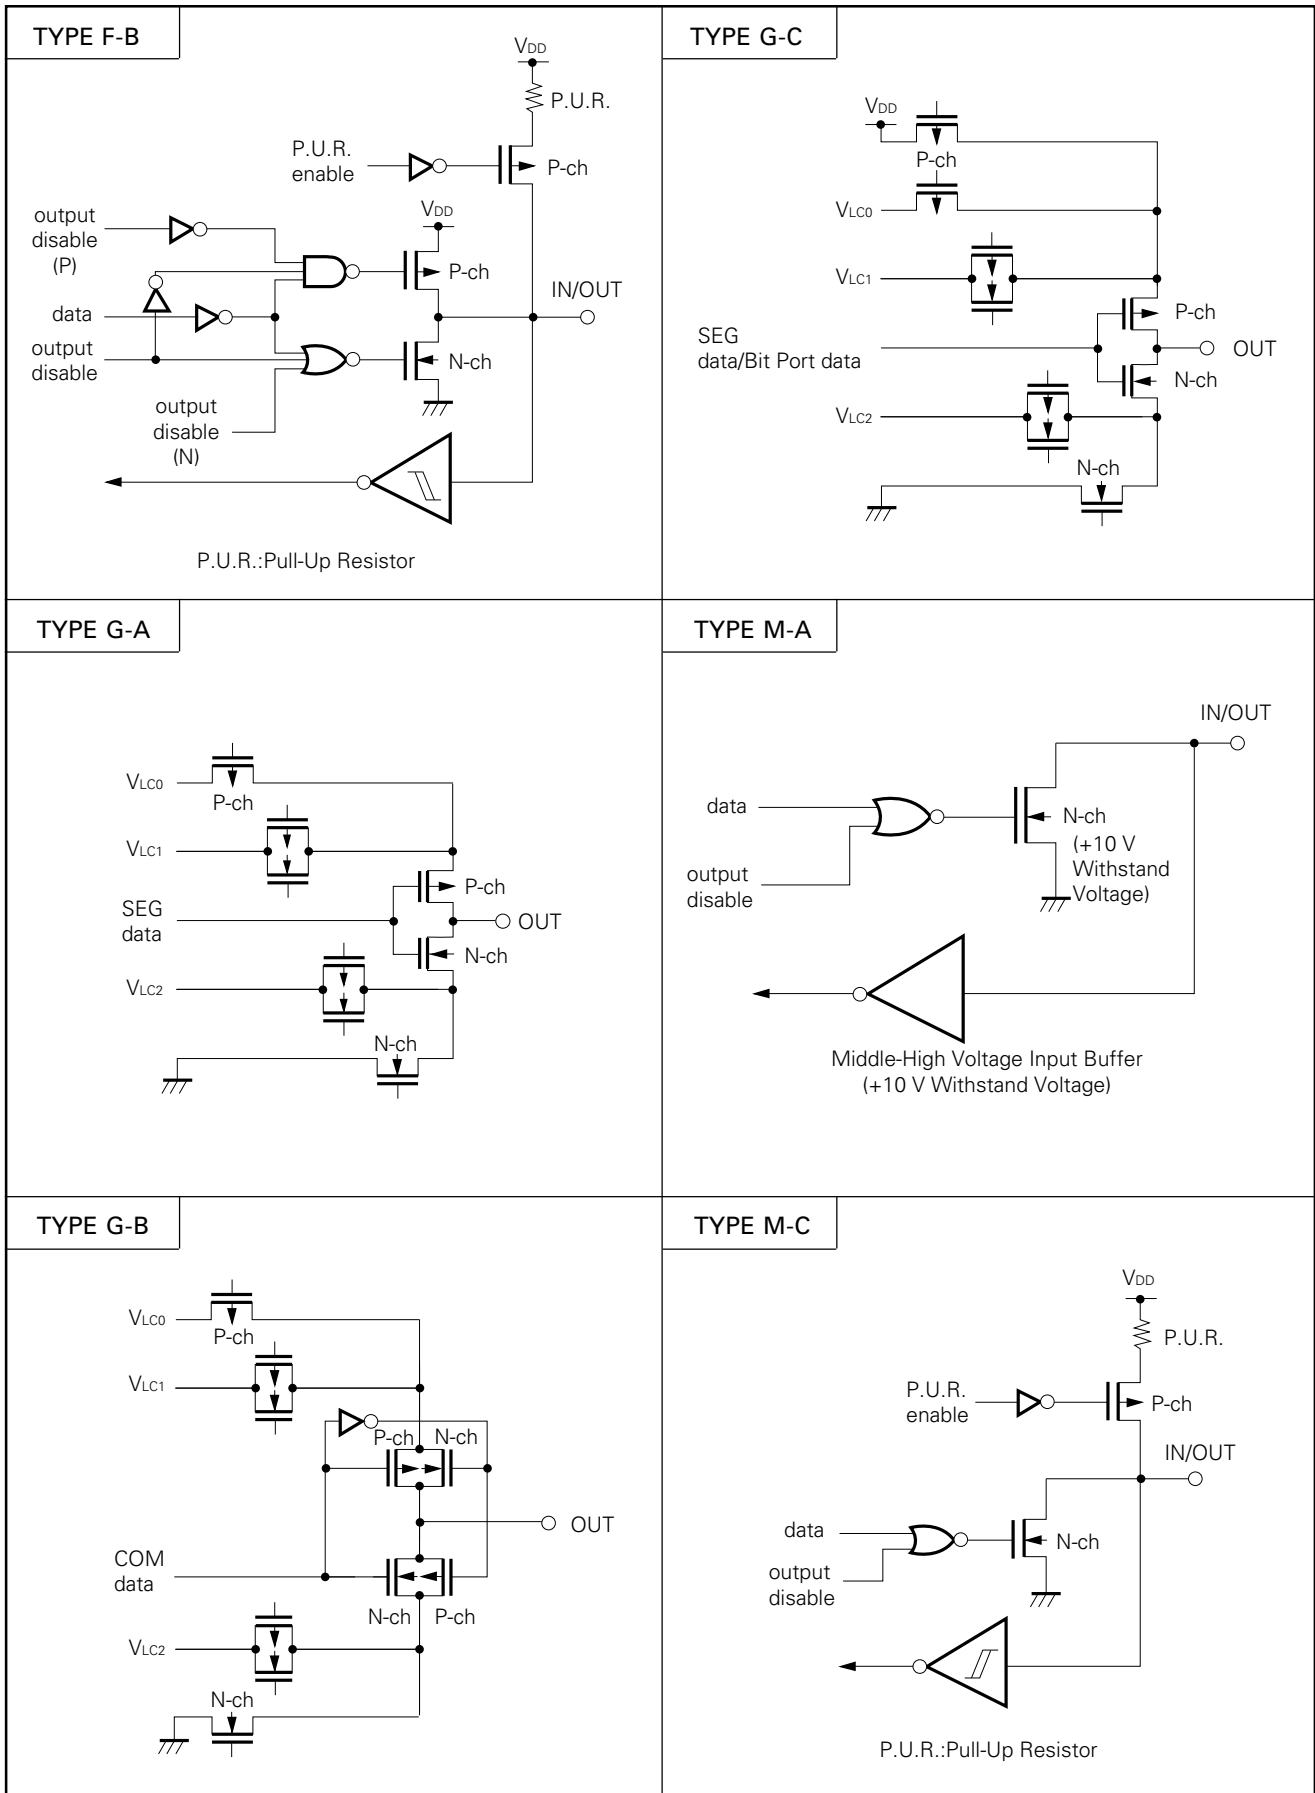 TYPE F-B
VDD
P.U.R.
P.U.R.
enable
P-ch
VDD
output
disable
(P)
P-ch
IN/OUT
data
output
disable
N-ch
output
disable
(N)
P.U.R.:Pull-Up Resistor
TYPE G-C
VDD
P-ch
VLC0
VLC1
P-ch
SEG
data/Bit Port data
OUT
N-ch
VLC2
N-ch
TYPE G-A
VLC0
P-ch
VLC1
P-ch
SEG
data
OUT
N-ch
VLC2
N-ch
TYPE M-A
IN/OUT
data
N-ch
(+10 V
Withstand
Voltage)
output
disable
Middle-High Voltage Input Buffer
(+10 V Withstand Voltage)
TYPE G-B
VLC0
P-ch
VLC1
P-ch N-ch
OUT
COM
data
N-ch P-ch
VLC2
N-ch
TYPE M-C
VDD
P.U.R.
P.U.R.
enable
P-ch
IN/OUT
data
N-ch
output
disable
P.U.R.:Pull-Up Resistor